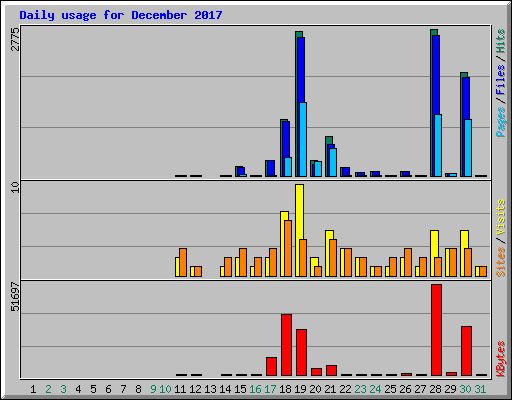 Daily usage for December 2017
2775
Pages / Files / Hits
10
Sites / Visits
51697
KBytes
1 2 3 4 5 6 7 8 9 10 11 12 13 14 15 16 17 18 19 20 21 22 23 24 25 26 27 28 29 30 31